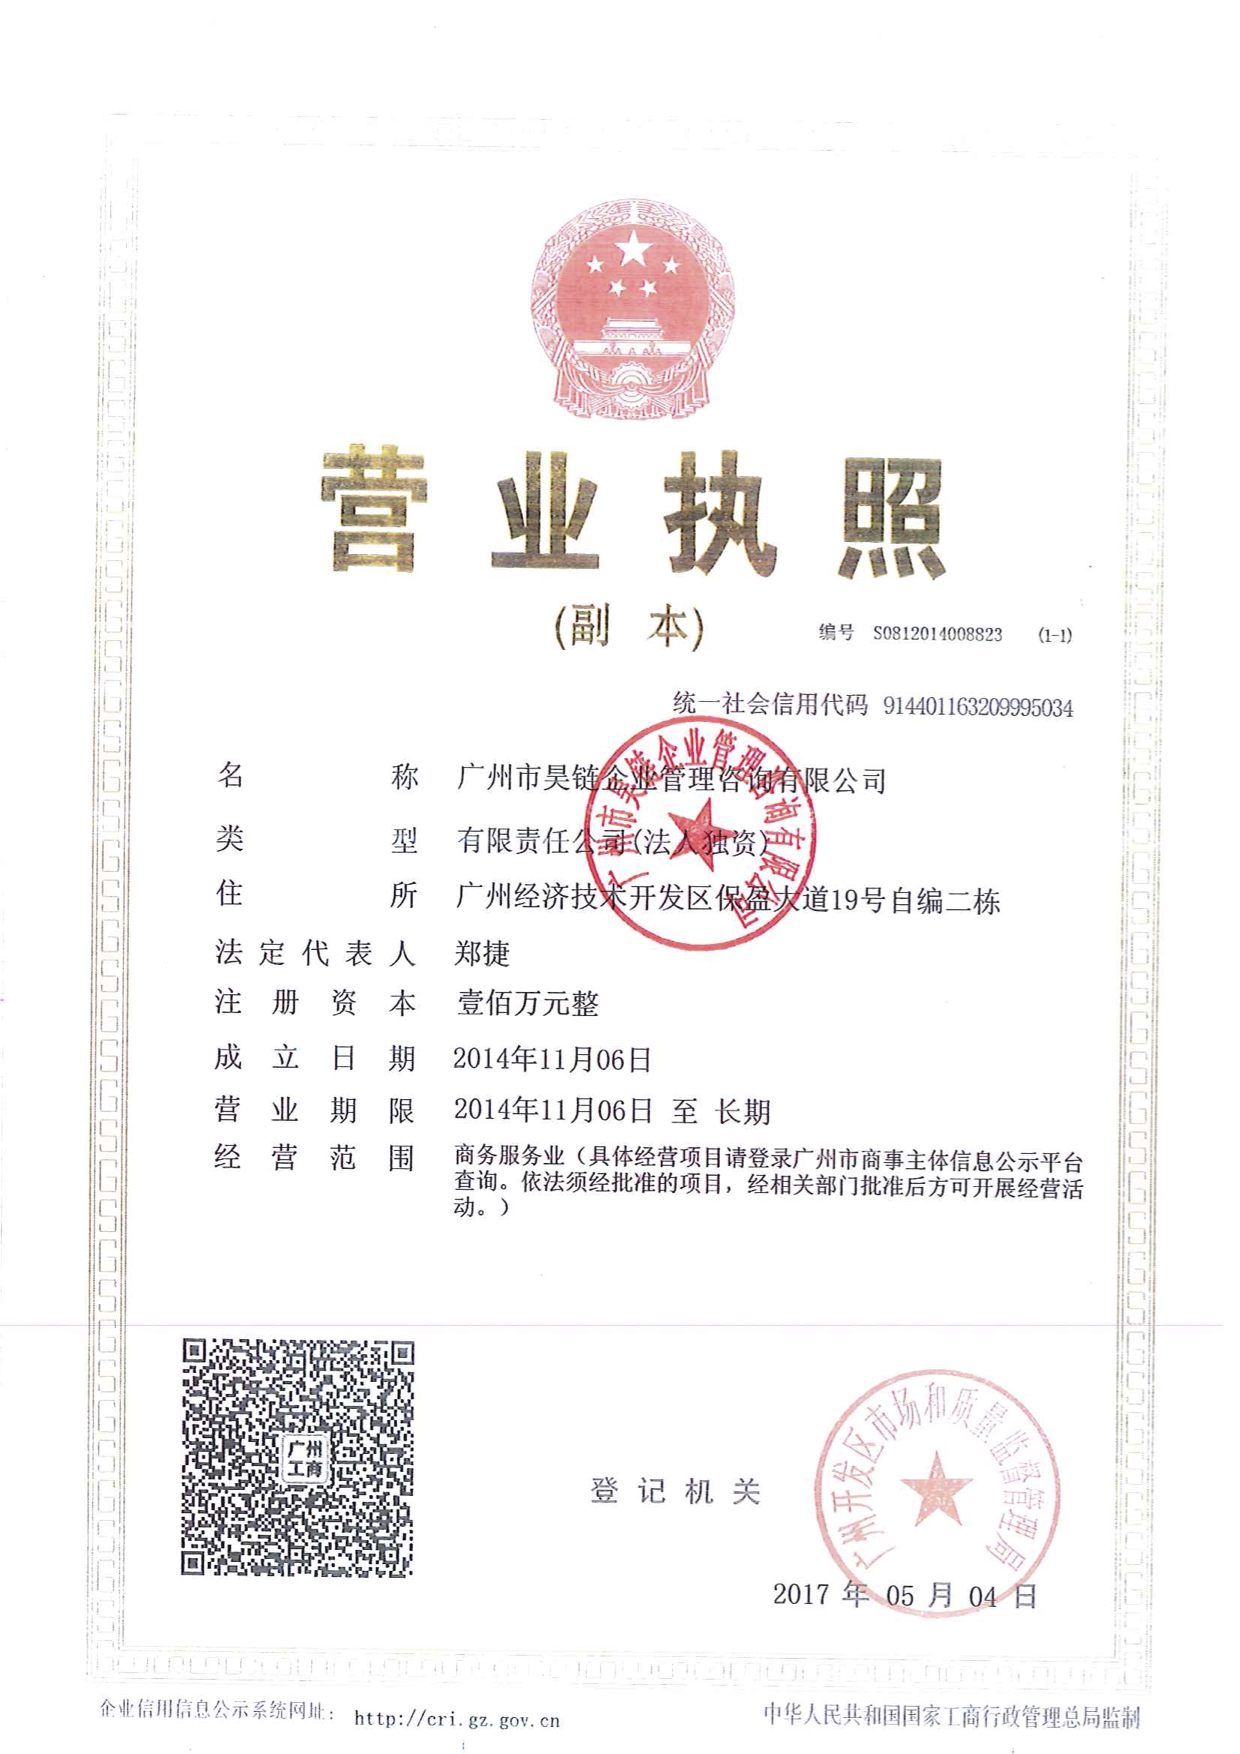 营业执照
(副 本)
编号 S0812014008823 (1-1)
统一社会信用代码 914401163209995034
名称 广州市昊链企业管理咨询有限公司
类型 有限责任公司(法人独资)
住所 广州经济技术开发区保盈大道19号自编二栋
法定代表人 郑捷
注册资本 壹佰万元整
成立日期 2014年11月06日
营业期限 2014年11月06日 至 长期
经营范围 商务服务业（具体经营项目请登录广州市商事主体信息公示平台
查询。依法须经批准的项目，经相关部门批准后方可开展经营活
动。）
广州市昊链企业管理咨询有限公司
广州
工商
登记机关
广州开发区市场和质量监督管理局
2017 年 05 月 04 日
企业信用信息公示系统网址： http://cri.gz.gov.cn
中华人民共和国国家工商行政管理总局监制